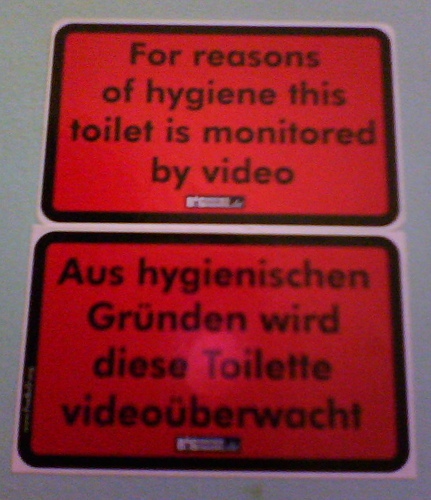 For reasons
of hygiene this
toilet is monitored
by video
Aus hygienischen
Gründen wird
diese Toilette
videoüberwacht